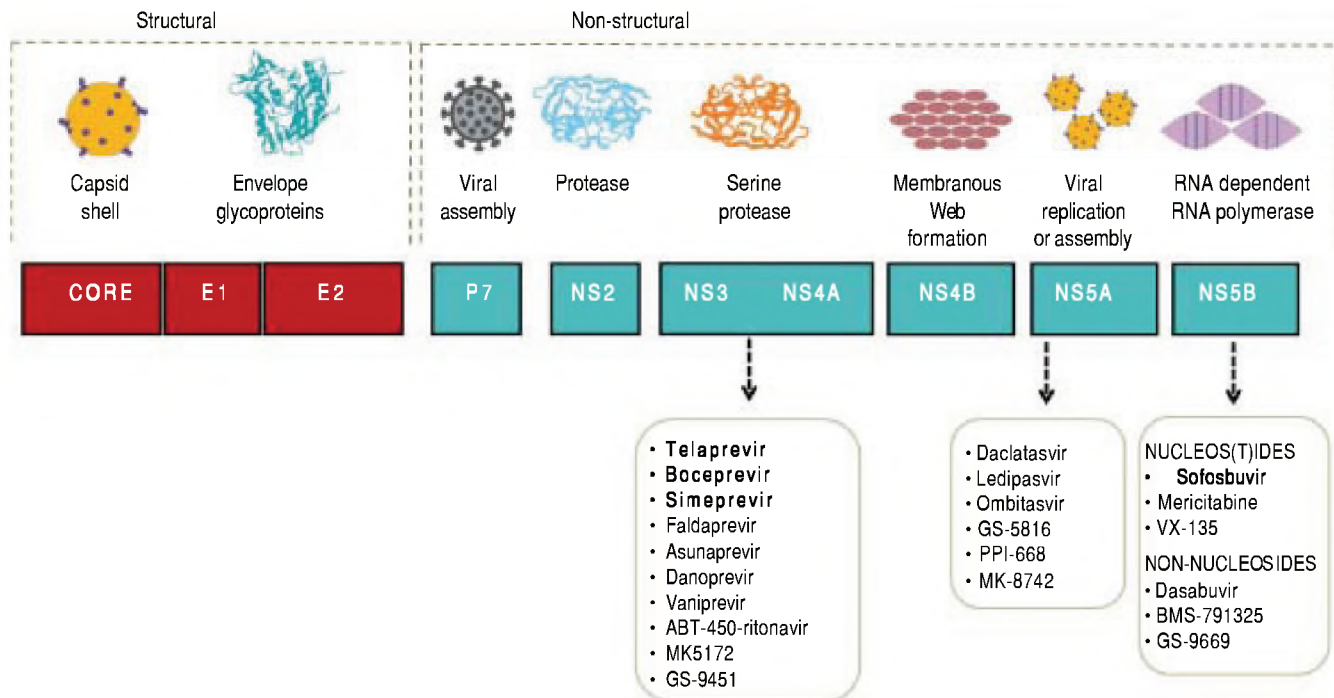 Structural
Non-structural
Capsid
shell
Envelope
glycoproteins
Viral
assembly
Protease
Serine
protease
Membranous
Web
formation
Viral
replication
or assembly
RNA dependent
RNA polymerase
CORE
E1
E2
P7
NS2
NS3
NS4A
NS4B
NS5A
NS5B
• Telaprevir
• Boceprevir
• Simeprevir
• Faldaprevir
• Asunaprevir
• Danoprevir
• Vaniprevir
• ABT-450-ritonavir
• MK5172
• GS-9451
• Daclatasvir
• Ledipasvir
• Ombitasvir
• GS-5816
• PPI-668
• MK-8742
NUCLEOS(T)IDES
• Sofosbuvir
• Mericitabine
• VX-135
NON-NUCLEOSIDES
• Dasabuvir
• BMS-791325
• GS-9669